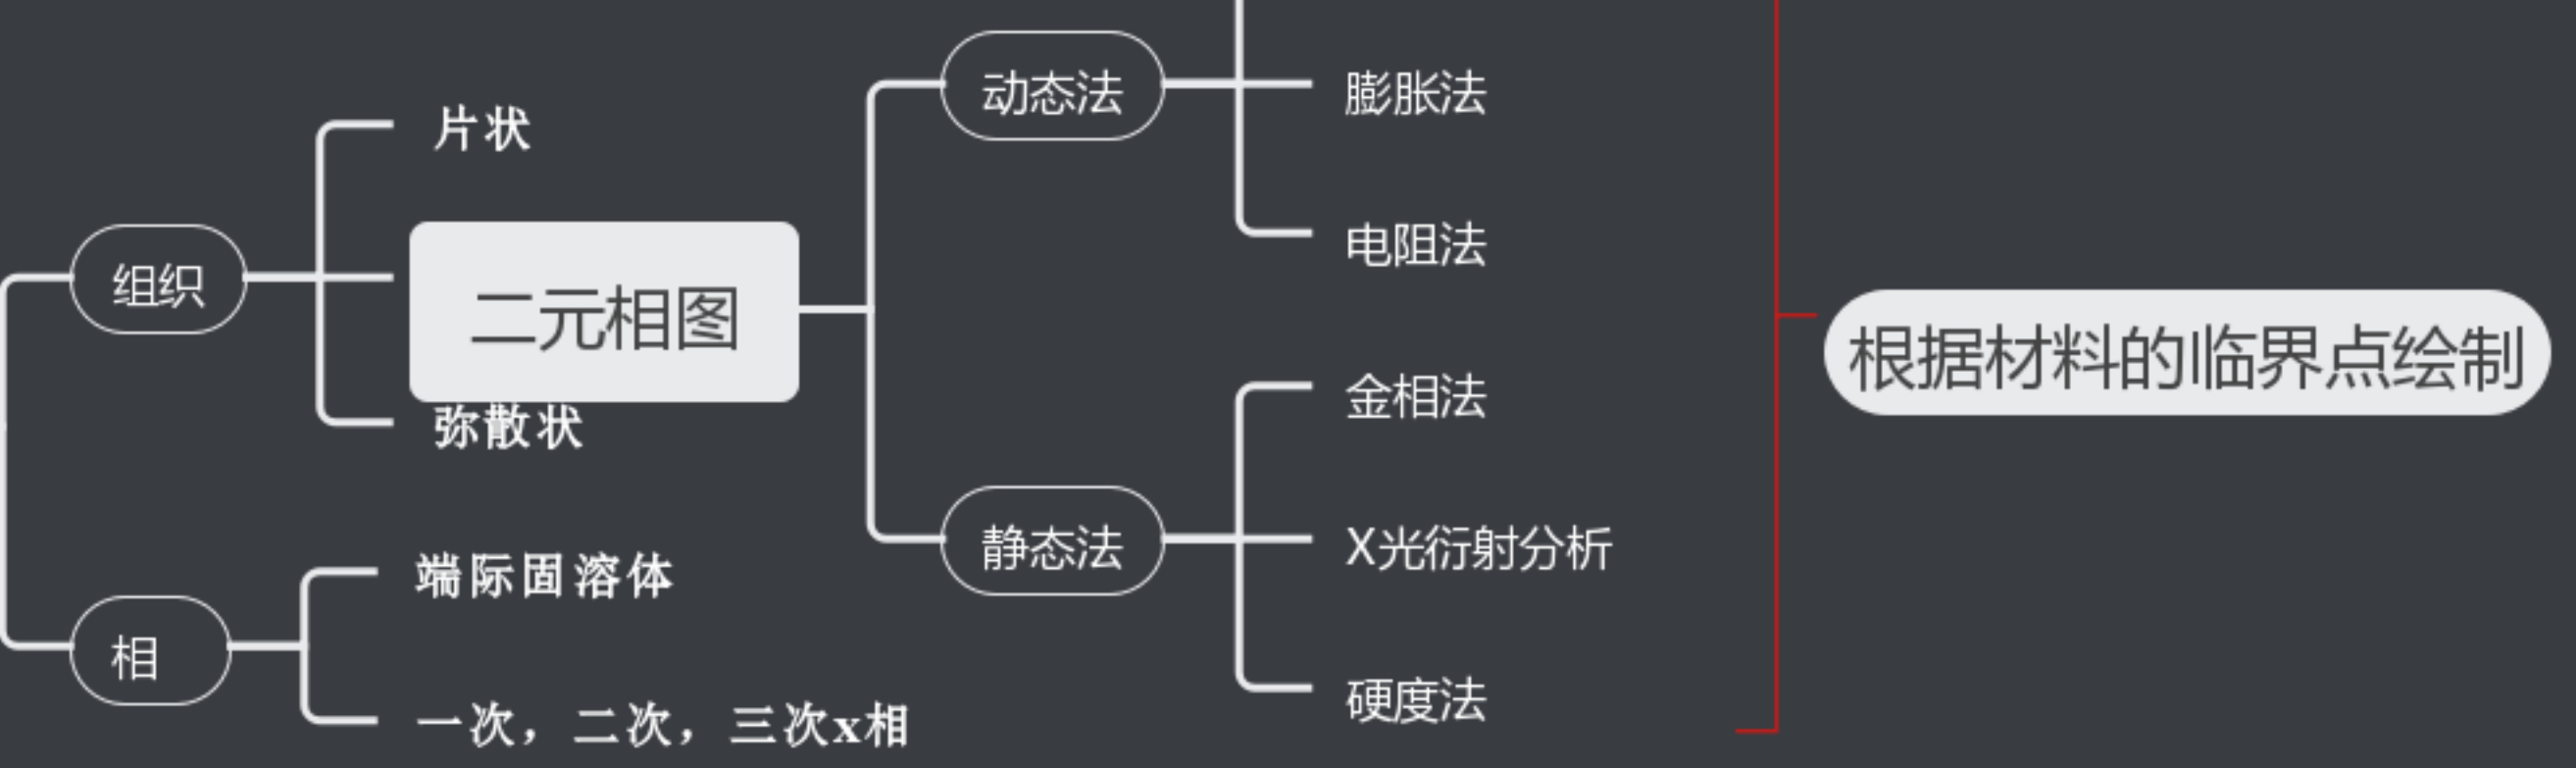 组织
片状
弥散状
相
端际固溶体
一次，二次，三次x相
二元相图
动态法
膨胀法
电阻法
静态法
金相法
X光衍射分析
硬度法
根据材料的临界点绘制